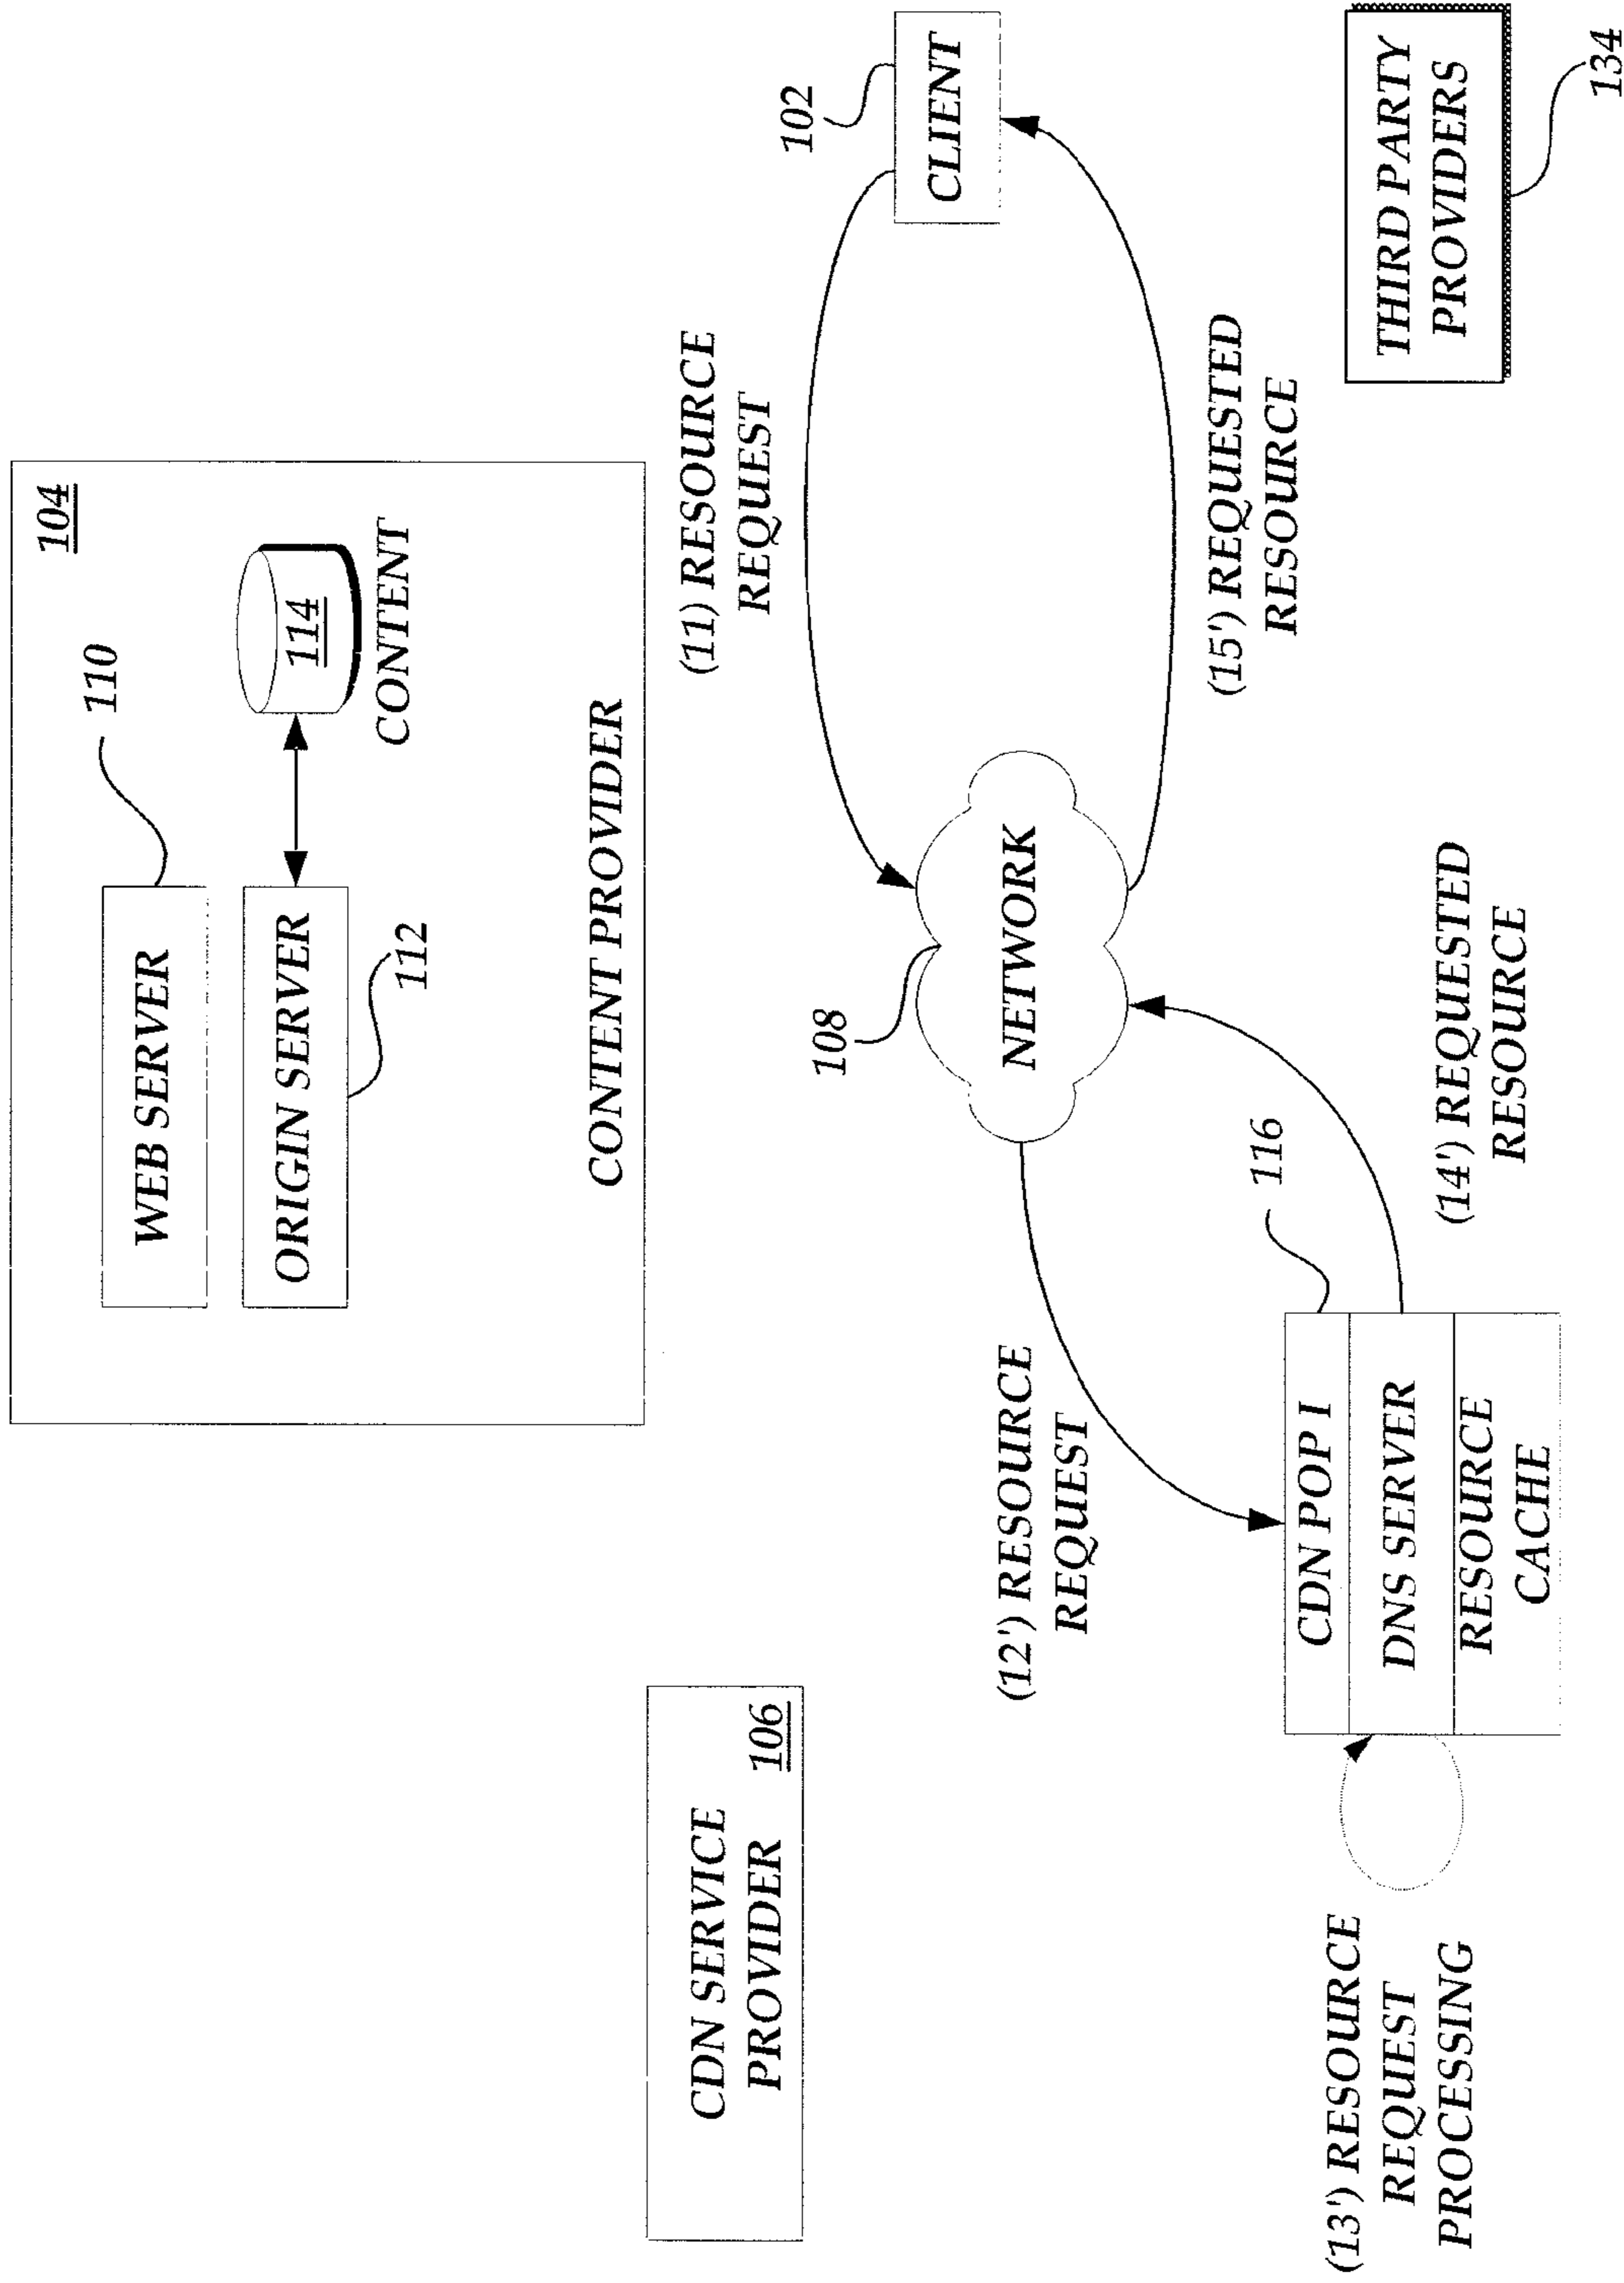 104
110
WEB SERVER
ORIGIN SERVER
112
114
CONTENT
CONTENT PROVIDER
CDN SERVICE
PROVIDER 106
(11) RESOURCE
REQUEST
102
CLIENT
108
NETWORK
(12') RESOURCE
REQUEST
(15') REQUESTED
RESOURCE
116
CDN POP I
DNS SERVER
RESOURCE
CACHE
(13') RESOURCE
REQUEST
PROCESSING
(14') REQUESTED
RESOURCE
THIRD PARTY
PROVIDERS
134